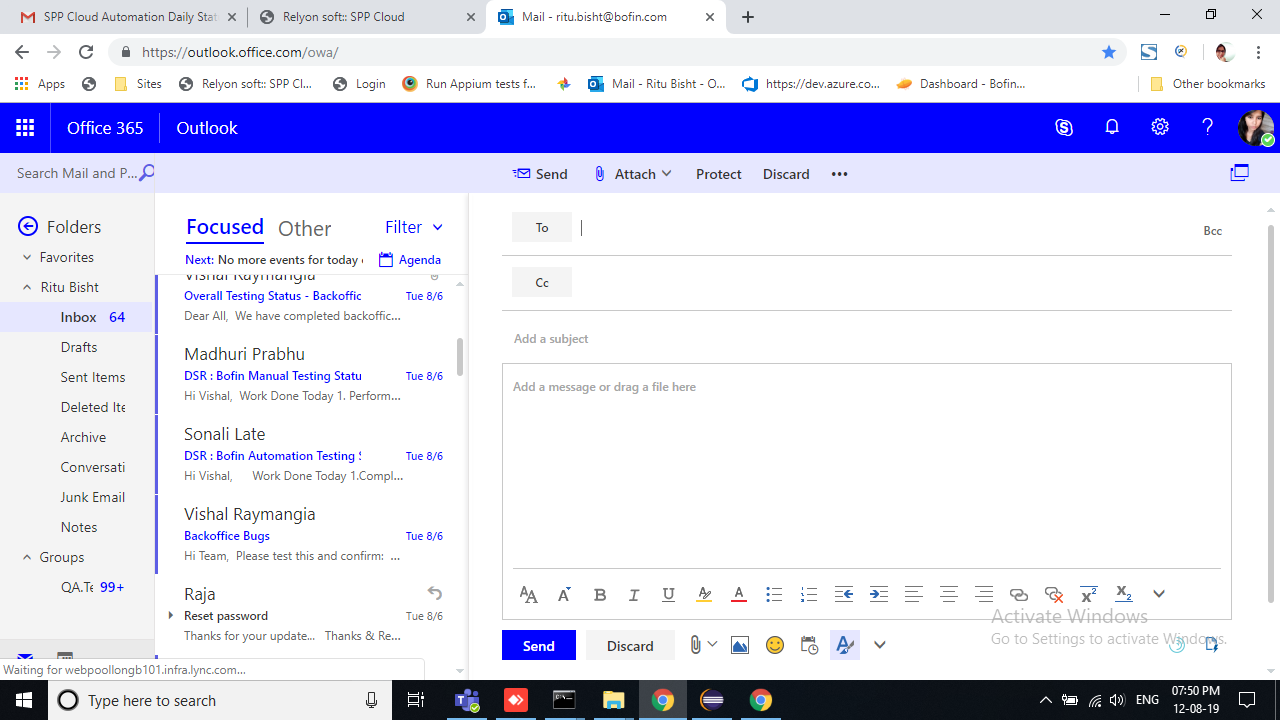 SPP Cloud Automation Daily Stat
Relyon soft:: SPP Cloud
Mail - ritu.bisht@bofin.com
https://outlook.office.com/owa/
Apps
Sites
Relyon soft:: SPP Cl...
Login
Run Appium tests f...
Mail - Ritu Bisht - O...
https://dev.azure.co...
Dashboard - Bofin...
Other bookmarks
Office 365
Outlook
Search Mail and P...
Send
Attach
Protect
Discard
Folders
Favorites
Ritu Bisht
Inbox 64
Drafts
Sent Items
Deleted Ite
Archive
Conversati
Junk Email
Notes
Groups
QA.Te 99+
Focused
Other
Filter
Next: No more events for today
Agenda
Vishal Raymangia
Overall Testing Status - Backoffic Tue 8/6
Dear All, We have completed backoffic...
Madhuri Prabhu
DSR : Bofin Manual Testing Statu Tue 8/6
Hi Vishal, Work Done Today 1. Perform...
Sonali Late
DSR : Bofin Automation Testing Tue 8/6
Hi Vishal, Work Done Today 1.Compl...
Vishal Raymangia
Backoffice Bugs Tue 8/6
Hi Team, Please test this and confirm: ...
Raja
Reset password Tue 8/6
Thanks for your update... Thanks & Re...
To
Bcc
Cc
Add a subject
Add a message or drag a file here
Activate Windows
Go to Settings to activate Windows.
Send
Discard
Waiting for webpoollongb101.infra.lync.com...
Type here to search
ENG
07:50 PM
12-08-19